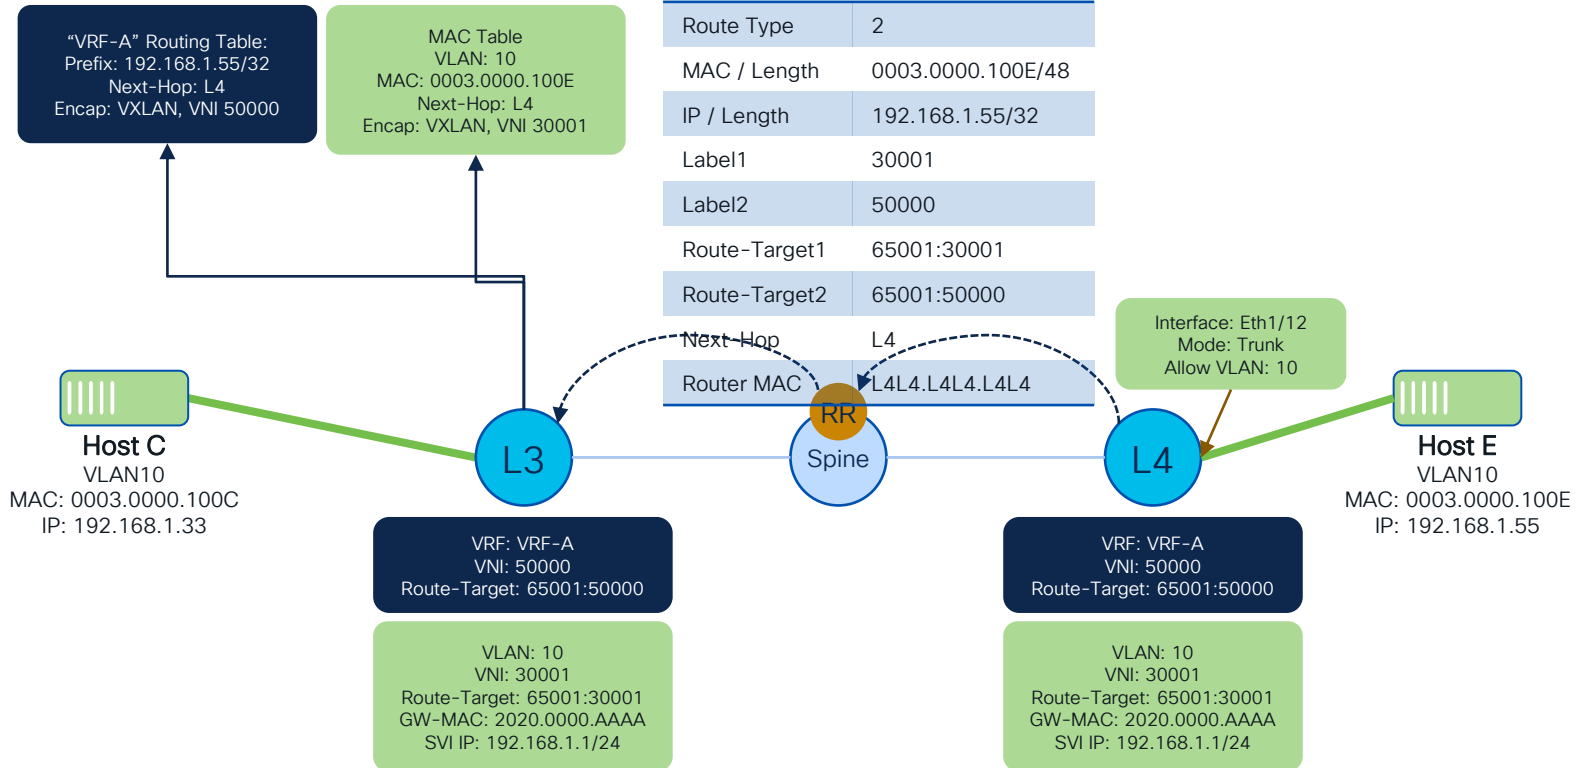 “VRF-A” Routing Table:
Prefix: 192.168.1.55/32
Next-Hop: L4
Encap: VXLAN, VNI 50000
MAC Table
VLAN: 10
MAC: 0003.0000.100E
Next-Hop: L4
Encap: VXLAN, VNI 30001
Route Type 2
MAC / Length 0003.0000.100E/48
IP / Length 192.168.1.55/32
Label1 30001
Label2 50000
Route-Target1 65001:30001
Route-Target2 65001:50000
Next-Hop L4
Router MAC L4L4.L4L4.L4L4
Interface: Eth1/12
Mode: Trunk
Allow VLAN: 10
Host C
VLAN10
MAC: 0003.0000.100C
IP: 192.168.1.33
L3
RR
Spine
L4
Host E
VLAN10
MAC: 0003.0000.100E
IP: 192.168.1.55
VRF: VRF-A
VNI: 50000
Route-Target: 65001:50000
VLAN: 10
VNI: 30001
Route-Target: 65001:30001
GW-MAC: 2020.0000.AAAA
SVI IP: 192.168.1.1/24
VRF: VRF-A
VNI: 50000
Route-Target: 65001:50000
VLAN: 10
VNI: 30001
Route-Target: 65001:30001
GW-MAC: 2020.0000.AAAA
SVI IP: 192.168.1.1/24